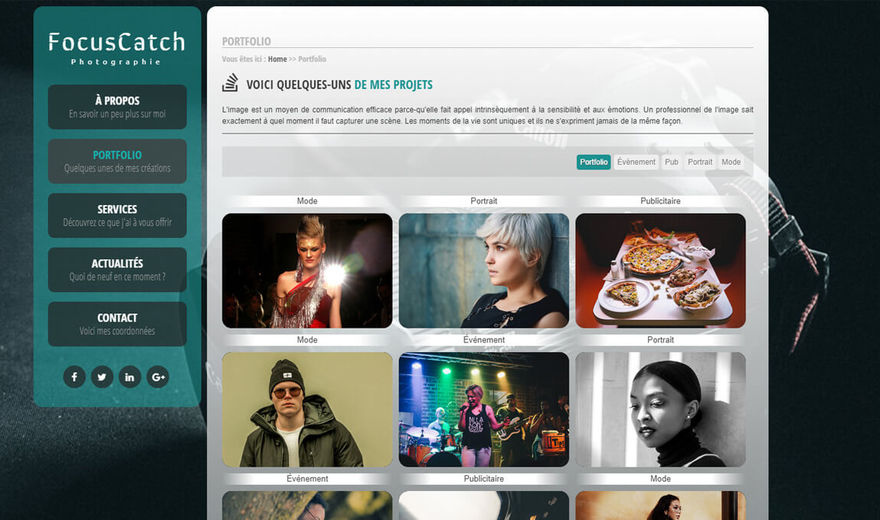 FocusCatch
Photographie
À PROPOS
En savoir un peu plus sur moi
PORTFOLIO
Quelques unes de mes créations
SERVICES
Découvrez ce que j'ai à vous offrir
ACTUALITÉS
Quoi de neuf en ce moment ?
CONTACT
Voici mes coordonnées
PORTFOLIO
Vous êtes ici : Home >> Portfolio
VOICI QUELQUES-UNS DE MES PROJETS
L'image est un moyen de communication efficace parce-qu'elle fait appel intrinsèquement à la sensibilité et aux émotions. Un professionnel de l'image sait
exactement à quel moment il faut capturer une scène. Les moments de la vie sont uniques et ils ne s'expriment jamais de la même façon.
Portfolio Évènement Pub Portrait Mode
Mode Portrait Publicitaire
Mode Événement Portrait
Événement Publicitaire Mode